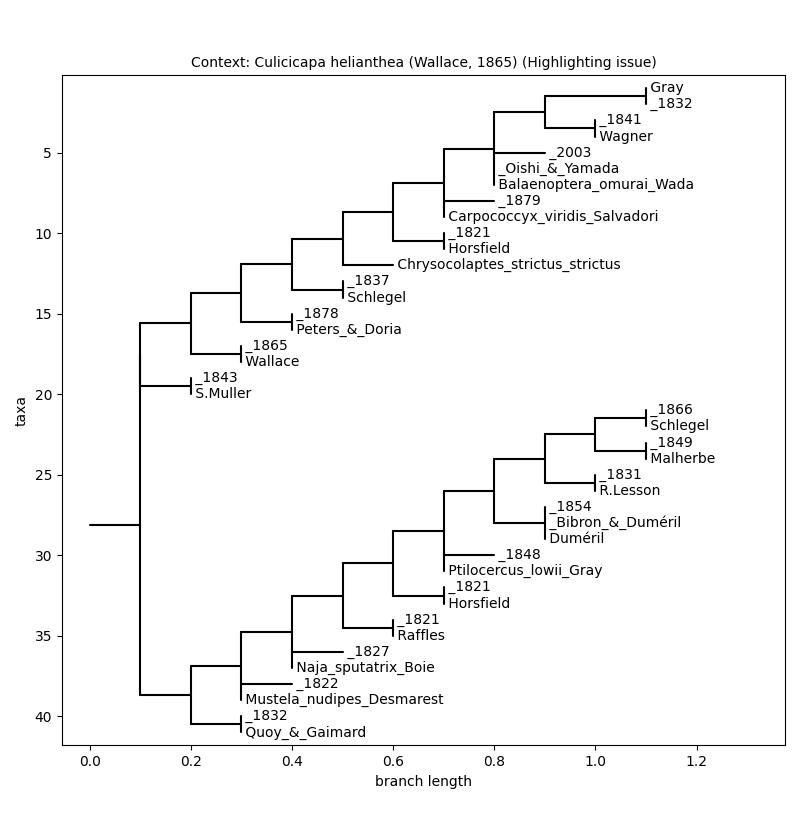 Context: Culicicapa helianthea (Wallace, 1865) (Highlighting issue)
Gray
_1832
_1841
Wagner
_2003
_Oishi_&_Yamada
Balaenoptera_omurai_Wada
_1879
Carpococcyx_viridis_Salvadori
_1821
Horsfield
Chrysocolaptes_strictus_strictus
_1837
Schlegel
_1878
Peters_&_Doria
_1865
Wallace
_1843
S.Muller
_1866
Schlegel
_1849
Malherbe
_1831
R.Lesson
_1854
_Bibron_&_Duméril
Duméril
_1848
Ptilocercus_lowii_Gray
_1821
Horsfield
_1821
Raffles
_1827
Naja_sputatrix_Boie
_1822
Mustela_nudipes_Desmarest
_1832
Quoy_&_Gaimard
5
10
15
20
25
30
35
40
taxa
0.0 0.2 0.4 0.6 0.8 1.0 1.2
branch length